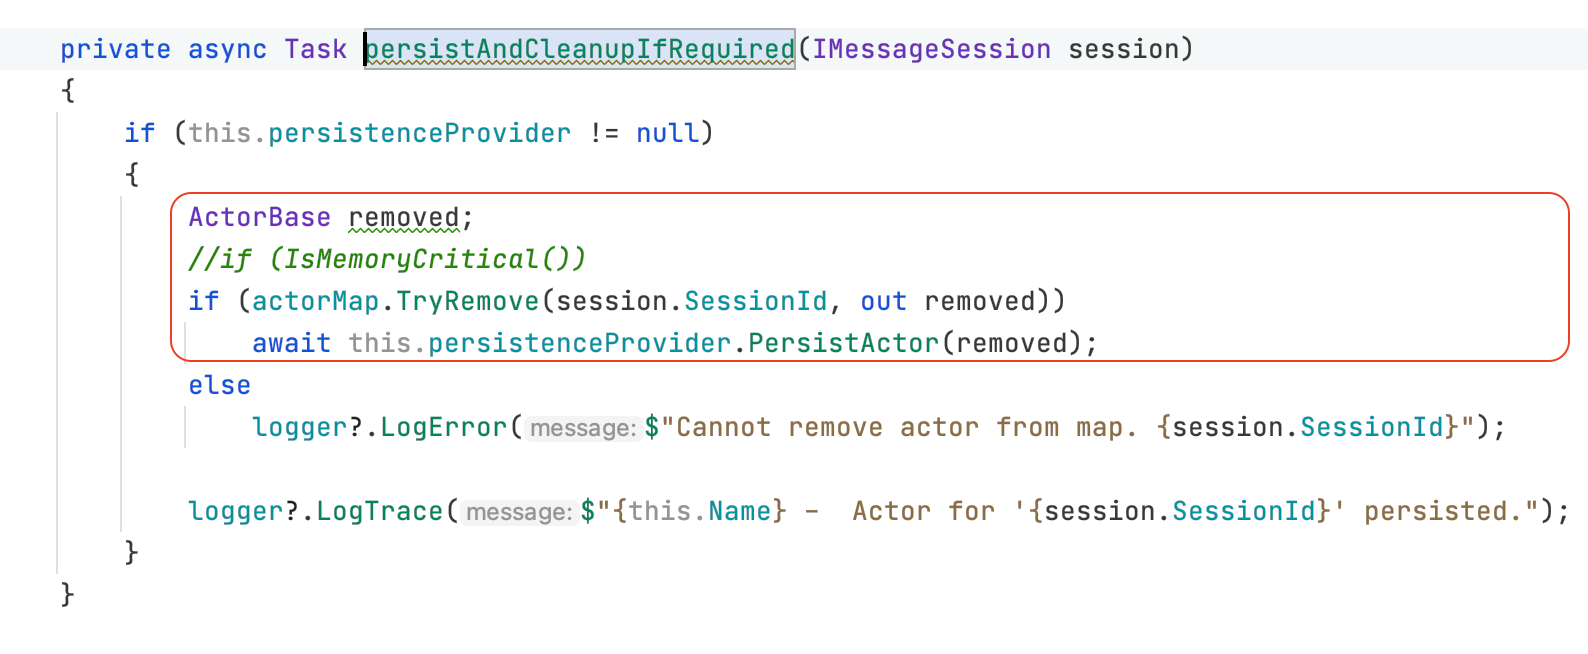 private async Task persistAndCleanupIfRequired(IMessageSession session)
{
    if (this.persistenceProvider != null)
    {
        ActorBase removed;
        //if (IsMemoryCritical())
        if (actorMap.TryRemove(session.SessionId, out removed))
            await this.persistenceProvider.PersistActor(removed);
        else
            logger?.LogError( message: $"Cannot remove actor from map. {session.SessionId}");

        logger?.LogTrace( message: $"{this.Name} -  Actor for '{session.SessionId}' persisted.");
    }
}